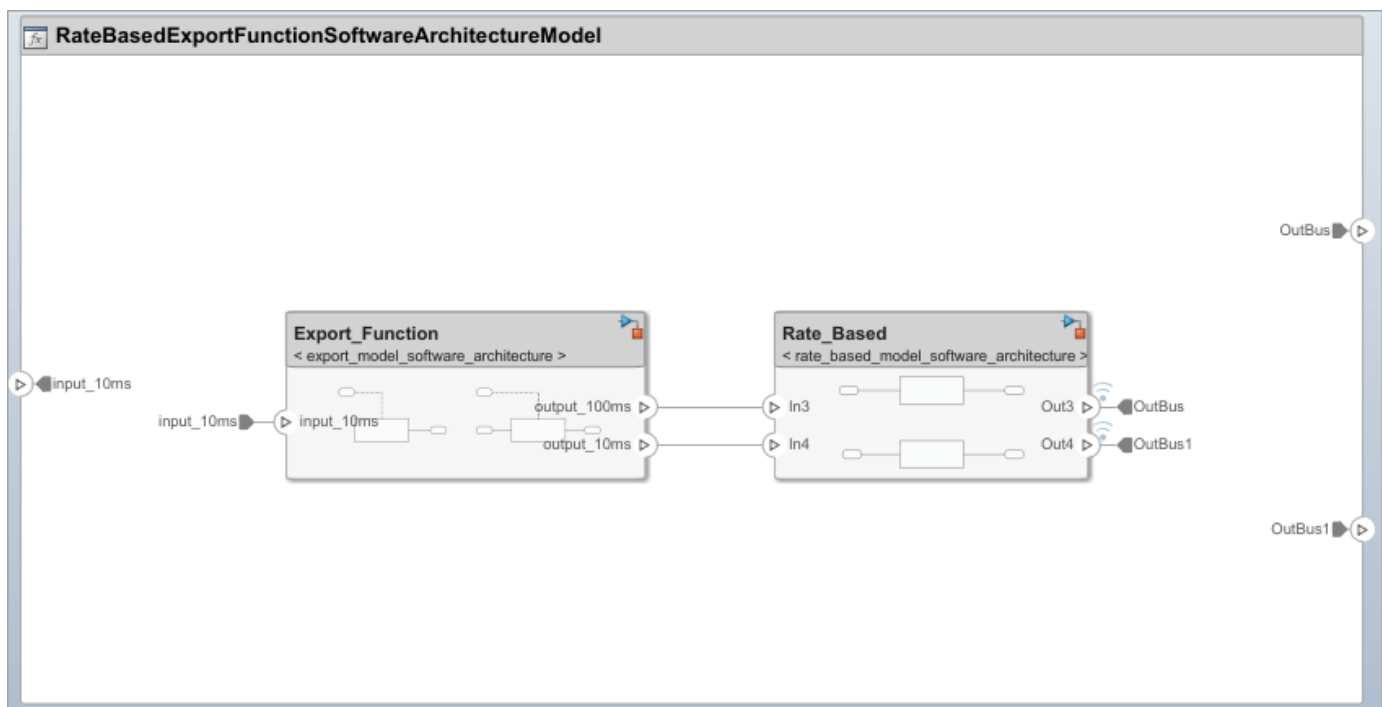 RateBasedExportFunctionSoftwareArchitectureModel
OutBus
Export_Function
< export_model_software_architecture >
Rate_Based
< rate_based_model_software_architecture >
input_10ms
input_10ms
input_10ms
output_100ms
output_10ms
In3
In4
Out3
Out4
OutBus
OutBus1
OutBus1